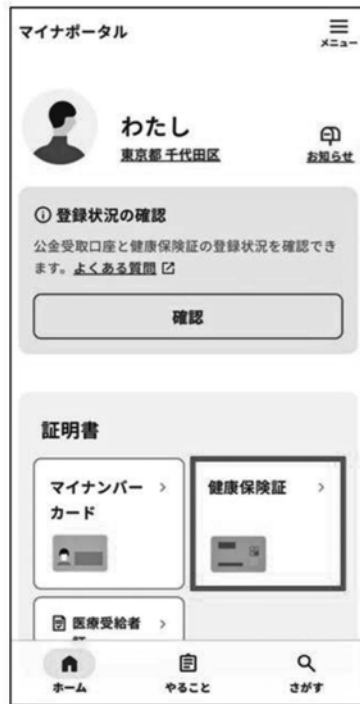 マイナポータル
メニュー
わたし
東京都 千代田区
お知らせ
登録状況の確認
公金受取口座と健康保険証の登録状況を確認でき
ます。よくある質問
確認
証明書
マイナンバー
カード
健康保険証
医療受給者
証
ホーム
やること
さがす